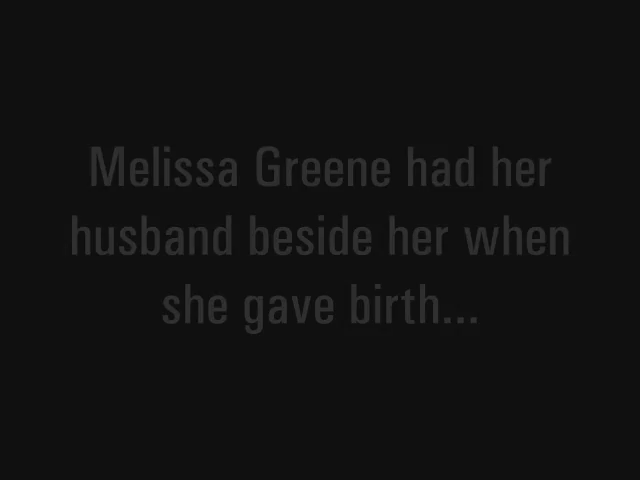 Melissa Greene had her
husband beside her when
she gave birth...